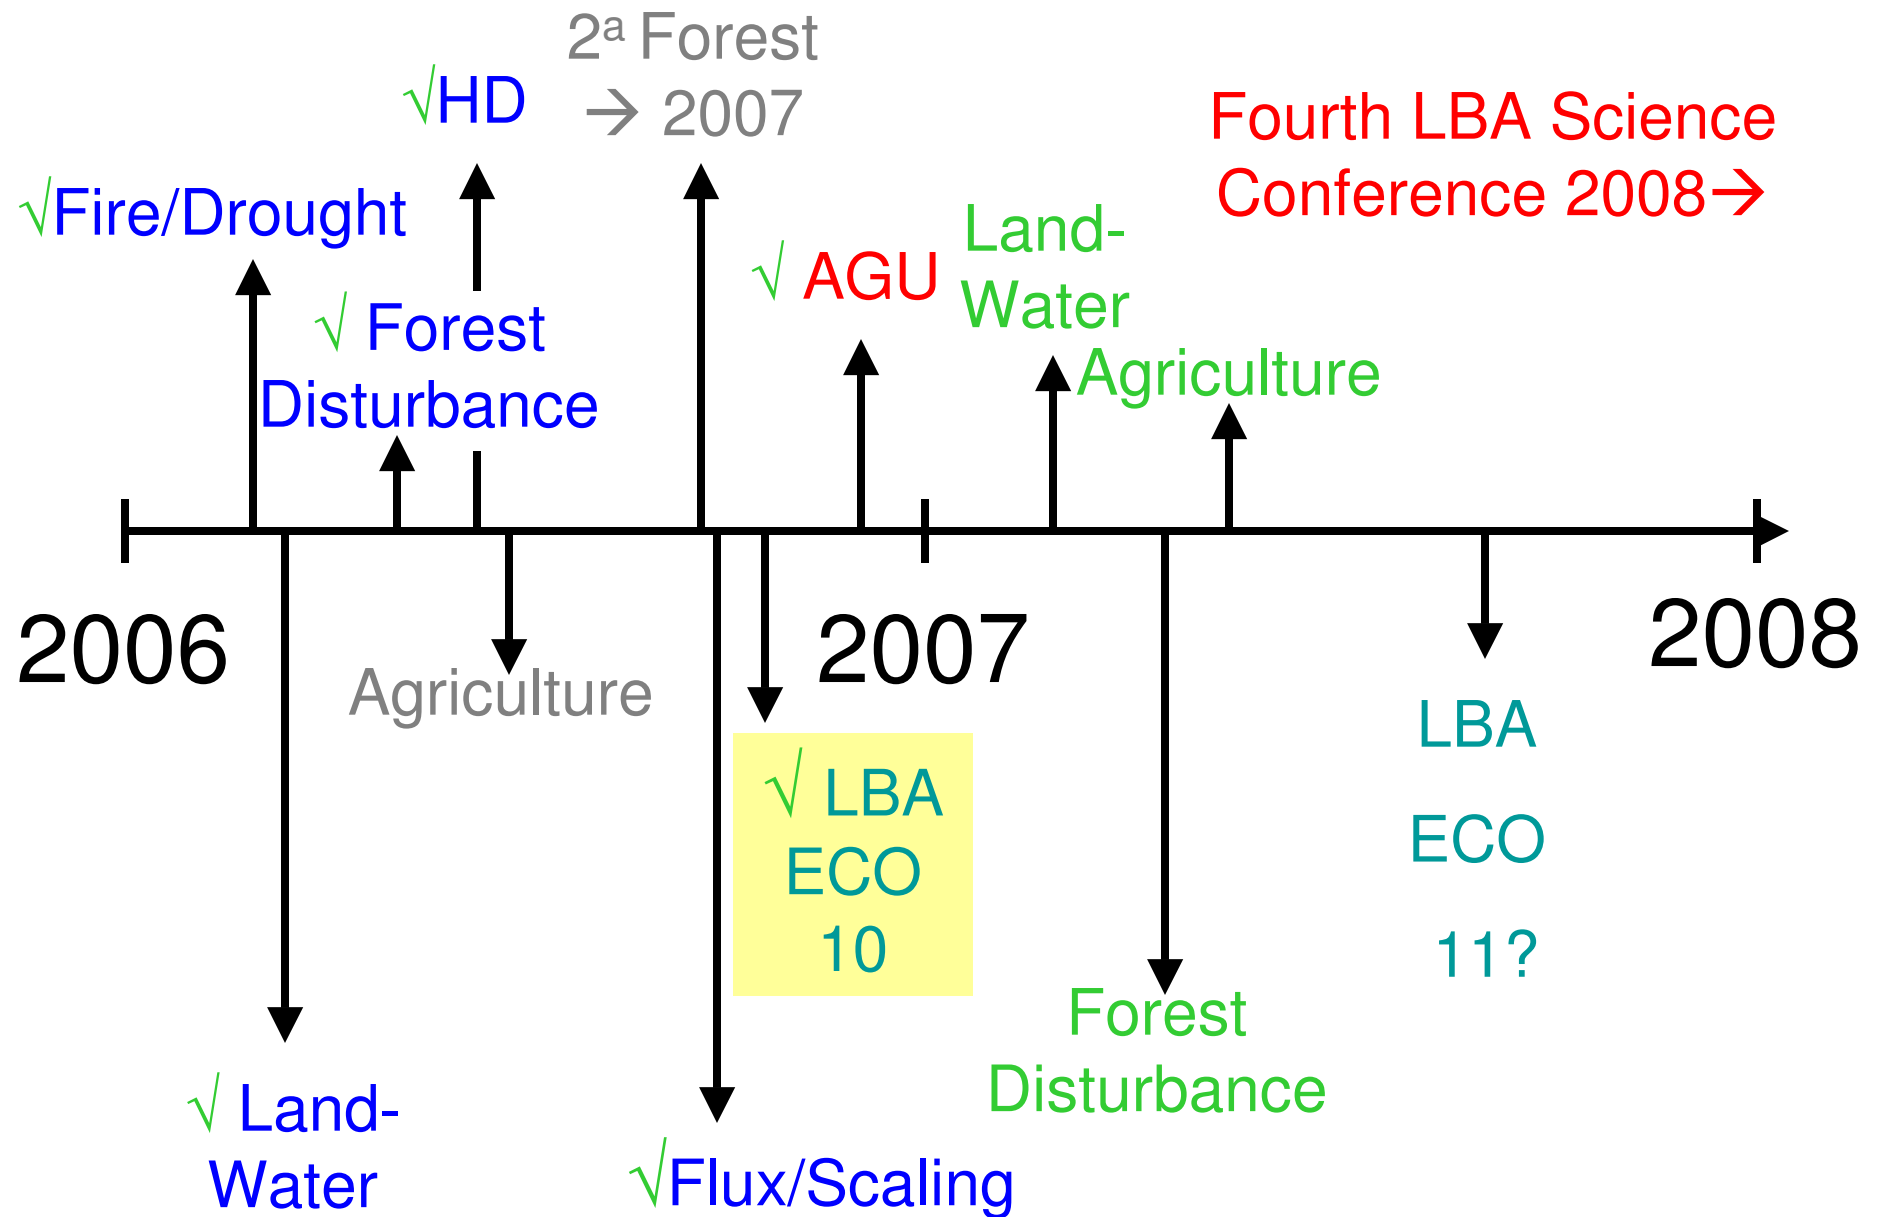 2ª Forest
→ 2007
√HD
Fourth LBA Science
Conference 2008→
√Fire/Drought
√ AGU
Land-
Water
√ Forest
Disturbance
Agriculture
2006
2007
2008
Agriculture
√ LBA
ECO
10
LBA
ECO
11?
Forest
Disturbance
√ Land-
Water
√Flux/Scaling